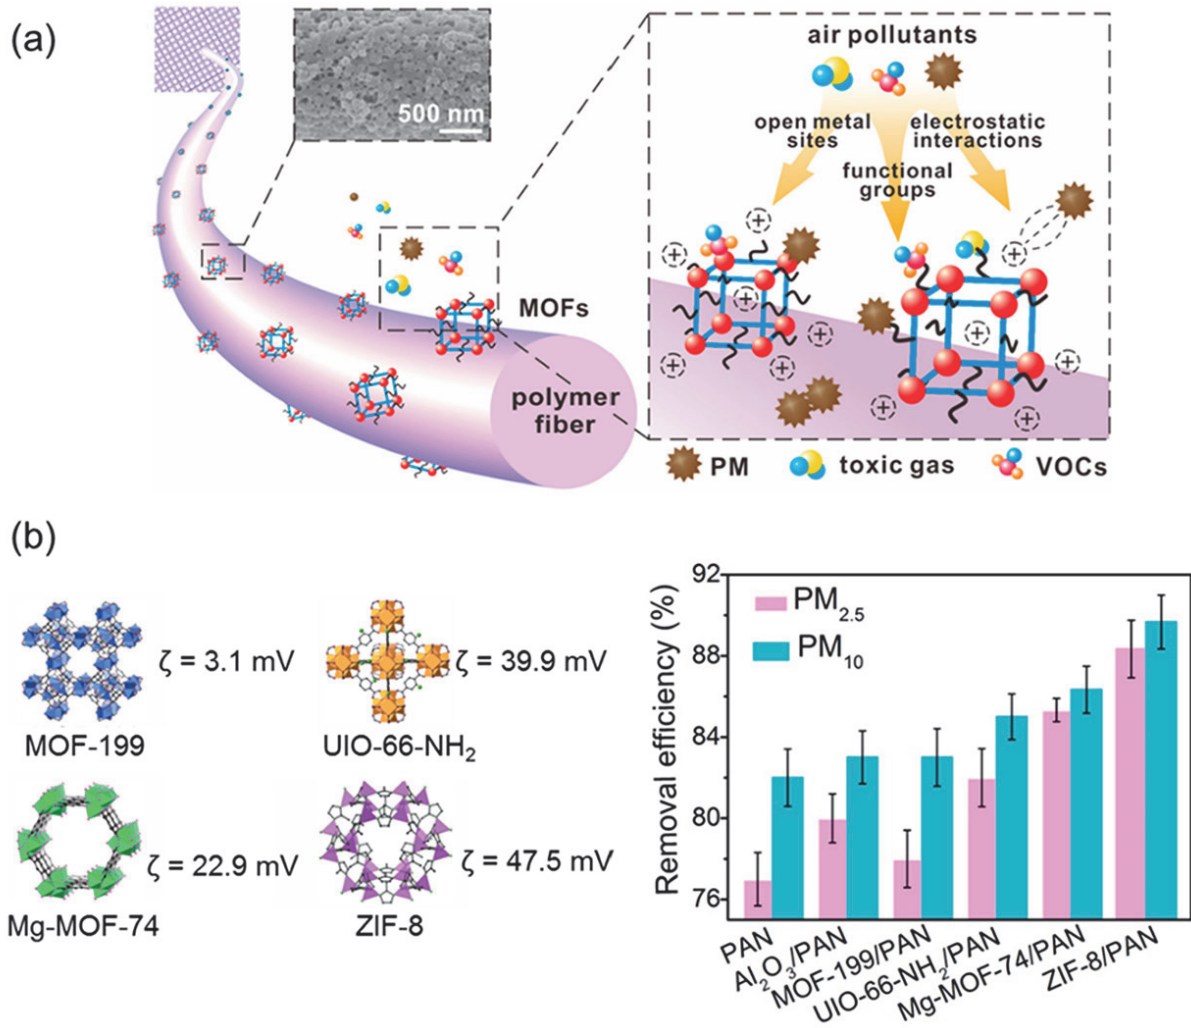 (a)
500 nm
air pollutants
open metal
sites
electrostatic
interactions
functional
groups
MOFs
polymer
fiber
PM
toxic gas
VOCs
(b)
ζ = 3.1 mV
MOF-199
ζ = 39.9 mV
UIO-66-NH₂
ζ = 22.9 mV
Mg-MOF-74
ζ = 47.5 mV
ZIF-8
Removal efficiency (%)
92
88
84
80
76
PM₂.₅
PM₁₀
PAN
Al₂O₃/PAN
MOF-199/PAN
UIO-66-NH₂/PAN
Mg-MOF-74/PAN
ZIF-8/PAN